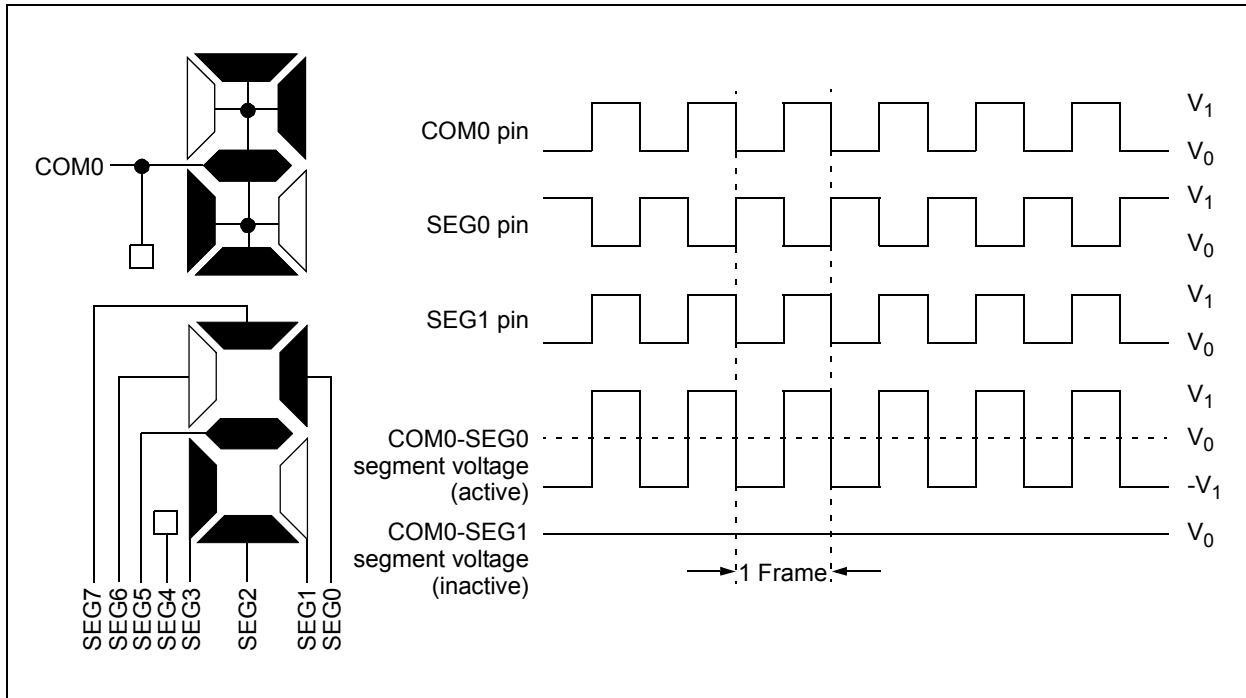 COM0
SEG7
SEG6
SEG5
SEG4
SEG3
SEG2
SEG1
SEG0
COM0 pin
V1
V0
SEG0 pin
V1
V0
SEG1 pin
V1
V0
COM0-SEG0
segment voltage
(active)
V1
V0
-V1
COM0-SEG1
segment voltage
(inactive)
V0
1 Frame